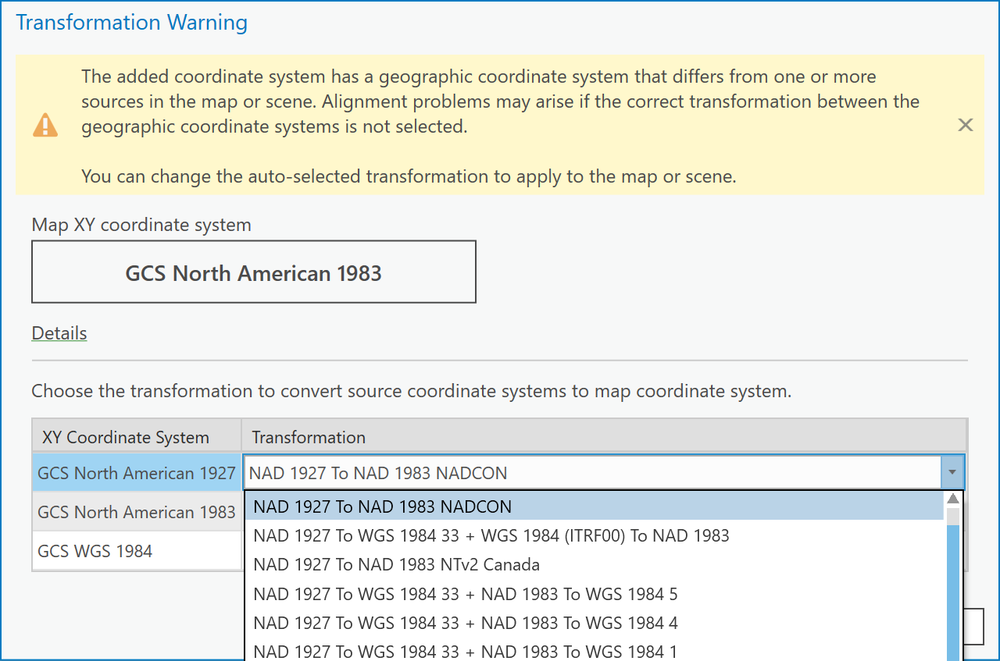 Transformation Warning
The added coordinate system has a geographic coordinate system that differs from one or more
sources in the map or scene. Alignment problems may arise if the correct transformation between the
geographic coordinate systems is not selected.
You can change the auto-selected transformation to apply to the map or scene.
Map XY coordinate system
GCS North American 1983
Details
Choose the transformation to convert source coordinate systems to map coordinate system.
XY Coordinate System Transformation
GCS North American 1927 NAD 1927 To NAD 1983 NADCON
NAD 1927 To NAD 1983 NADCON
GCS North American 1983
NAD 1927 To WGS 1984 33 + WGS 1984 (ITRF00) To NAD 1983
GCS WGS 1984
NAD 1927 To NAD 1983 NTv2 Canada
NAD 1927 To WGS 1984 33 + NAD 1983 To WGS 1984 5
NAD 1927 To WGS 1984 33 + NAD 1983 To WGS 1984 4
NAD 1927 To WGS 1984 33 + NAD 1983 To WGS 1984 1